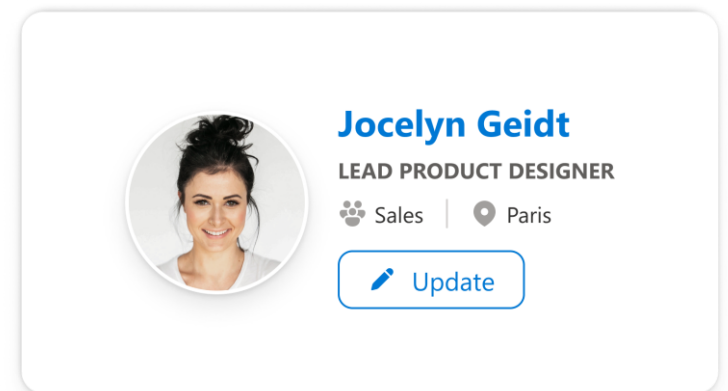 Jocelyn Geidt
LEAD PRODUCT DESIGNER
Sales | Paris
Update